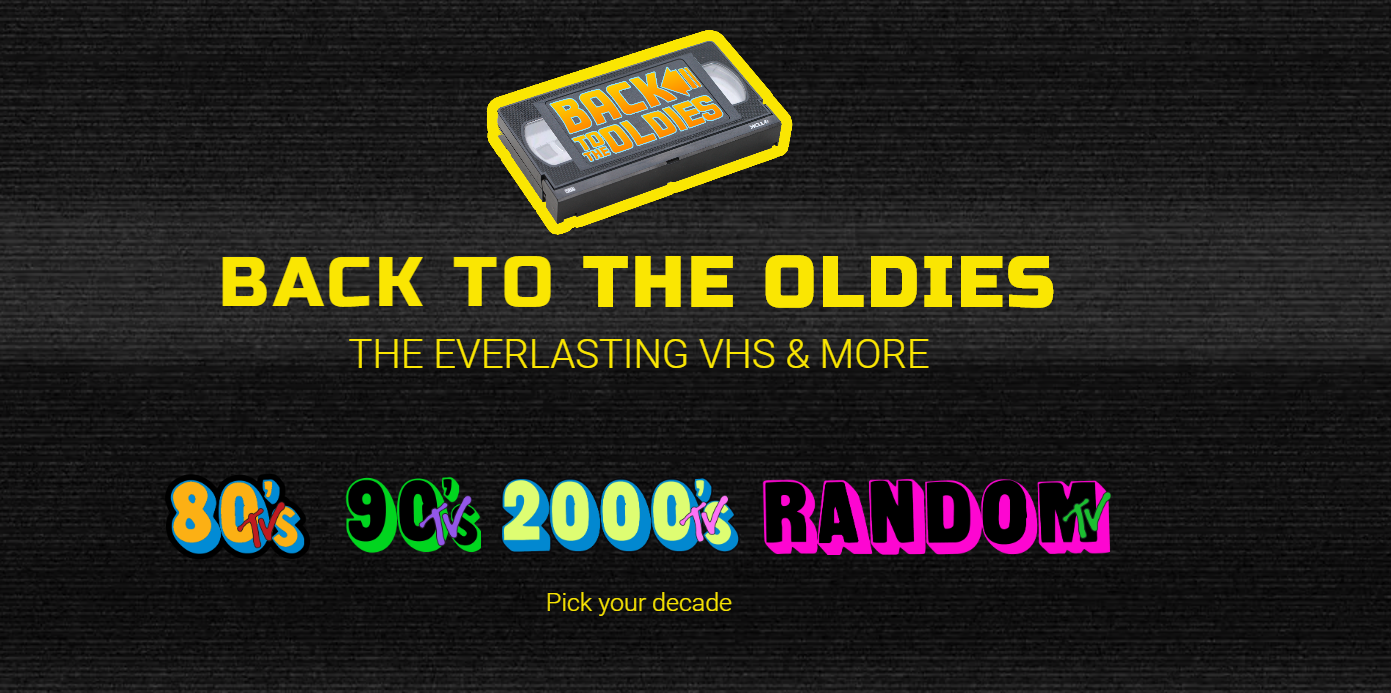 BACK
TO THE OLDIES
BACK TO THE OLDIES
THE EVERLASTING VHS & MORE
80's TV
90's TV
2000's TV
RANDOM TV
Pick your decade